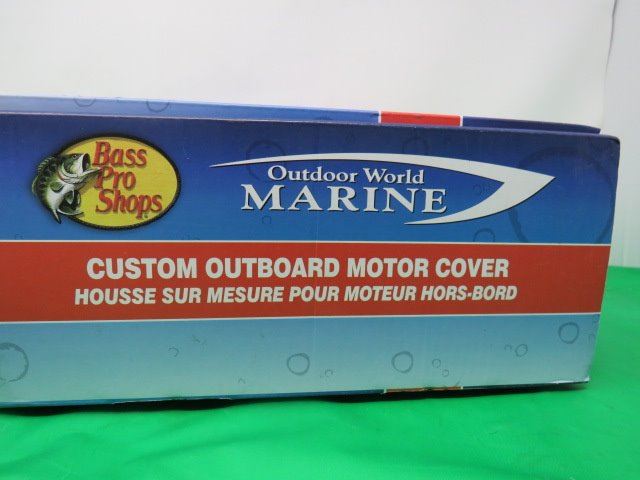 Bass
Pro
Shops
Outdoor World
MARINE
CUSTOM OUTBOARD MOTOR COVER
HOUSSE SUR MESURE POUR MOTEUR HORS-BORD